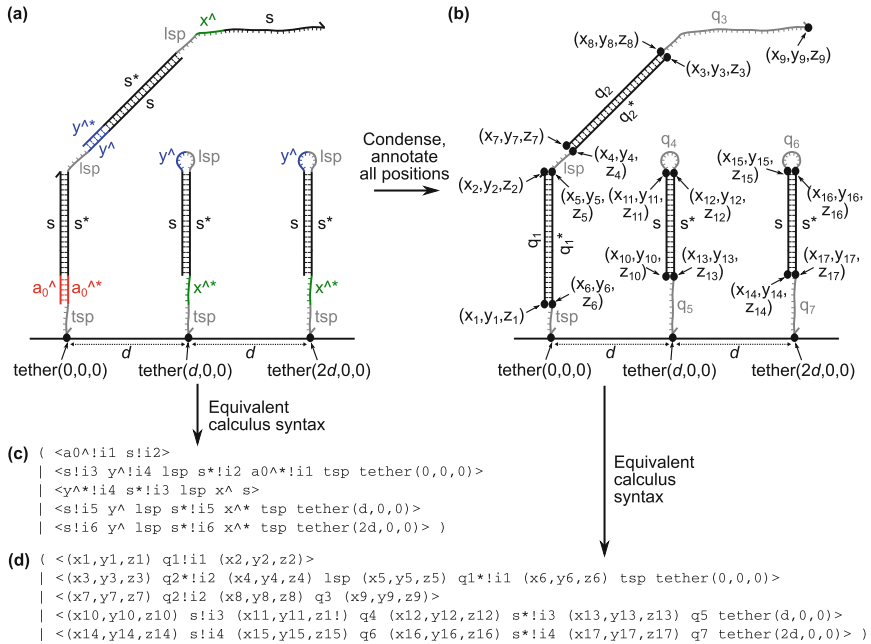 (a)
x^
s
lsp
s*
s
y^*
y^
lsp
y^
lsp
y^
lsp
s
s*
s
s*
s
s*
a₀^
a₀^*
x^*
x^*
tsp
tsp
tsp
d
d
tether(0,0,0)
tether(d,0,0)
tether(2d,0,0)
Condense,
annotate
all positions
(b)
q₃
(x₈,y₈,z₈)
(x₃,y₃,z₃)
(x₉,y₉,z₉)
q₂
q₂*
(x₇,y₇,z₇)
(x₄,y₄,
z₄)
lsp
q₄
q₆
(x₂,y₂,z₂)
(x₅,y₅,
z₅)
(x₁₁,y₁₁,
z₁₁)
(x₁₂,y₁₂,
z₁₂)
(x₁₅,y₁₅,
z₁₅)
(x₁₆,y₁₆,
z₁₆)
q₁
q₁*
s
s*
s
s*
(x₁,y₁,z₁)
(x₆,y₆,
z₆)
(x₁₀,y₁₀,
z₁₀)
(x₁₃,y₁₃,
z₁₃)
(x₁₄,y₁₄,
z₁₄)
(x₁₇,y₁₇,
z₁₇)
tsp
q₅
q₇
d
d
tether(0,0,0)
tether(d,0,0)
tether(2d,0,0)
Equivalent
calculus syntax
Equivalent
calculus
syntax
(c) ( <a0^!i1 s!i2>
| <s!i3 y^!i4 lsp s*!i2 a0^*!i1 tsp tether(0,0,0)>
| <y^*!i4 s*!i3 lsp x^ s>
| <s!i5 y^ lsp s*!i5 x^* tsp tether(d,0,0)>
| <s!i6 y^ lsp s*!i6 x^* tsp tether(2d,0,0)> )
(d) ( <(x1,y1,z1) q1!i1 (x2,y2,z2)>
| <(x3,y3,z3) q2*!i2 (x4,y4,z4) lsp (x5,y5,z5) q1*!i1 (x6,y6,z6) tsp tether(0,0,0)>
| <(x7,y7,z7) q2!i2 (x8,y8,z8) q3 (x9,y9,z9)>
| <(x10,y10,z10) s!i3 (x11,y11,z1!) q4 (x12,y12,z12) s*!i3 (x13,y13,z13) q5 tether(d,0,0)>
| <(x14,y14,z14) s!i4 (x15,y15,z15) q6 (x16,y16,z16) s*!i4 (x17,y17,z17) q7 tether(2d,0,0)> )